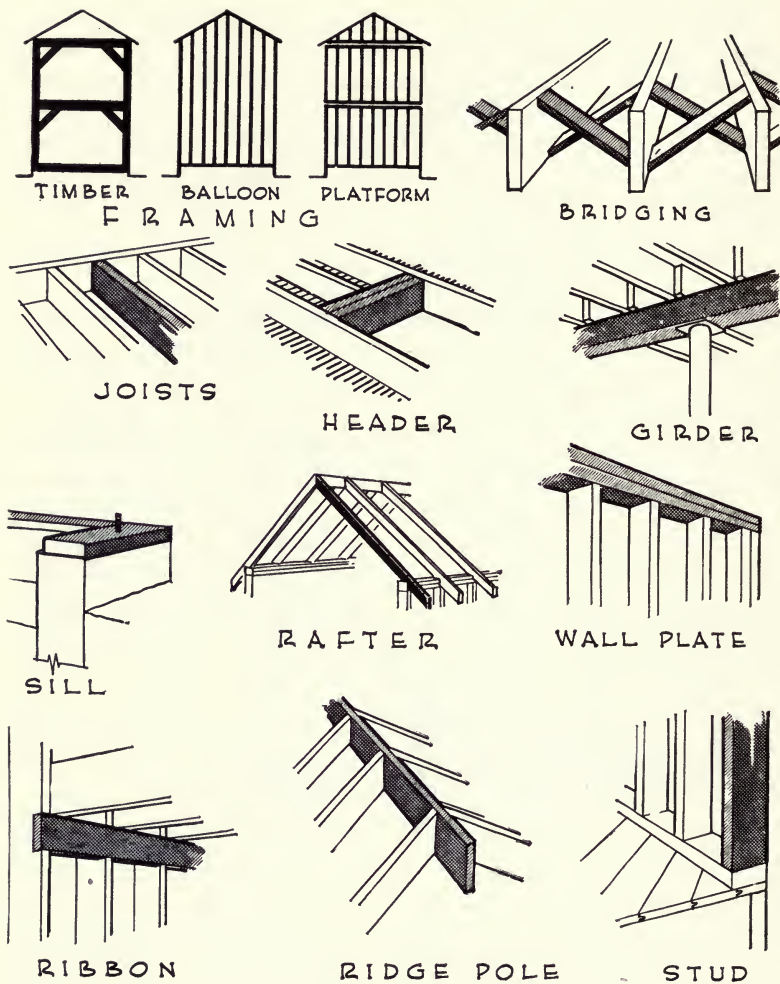 TIMBER BALLOON PLATFORM
FRAMING
BRIDGING
JOISTS
HEADER
GIRDER
SILL
RAFTER
WALL PLATE
RIBBON
RIDGE POLE
STUD